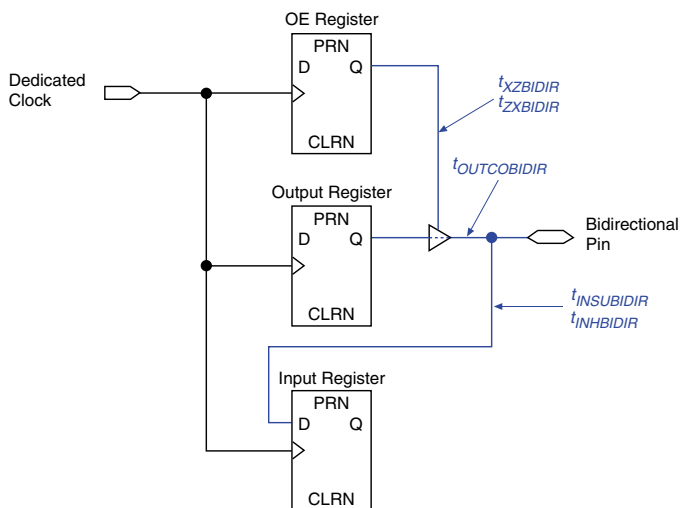 OE Register
PRN
D Q
CLRN
Dedicated
Clock
tXZBIDIR
tZXBIDIR
tOUTCOBIDIR
Output Register
PRN
D Q
CLRN
Bidirectional
Pin
tINSUBIDIR
tINHBIDIR
Input Register
PRN
D Q
CLRN